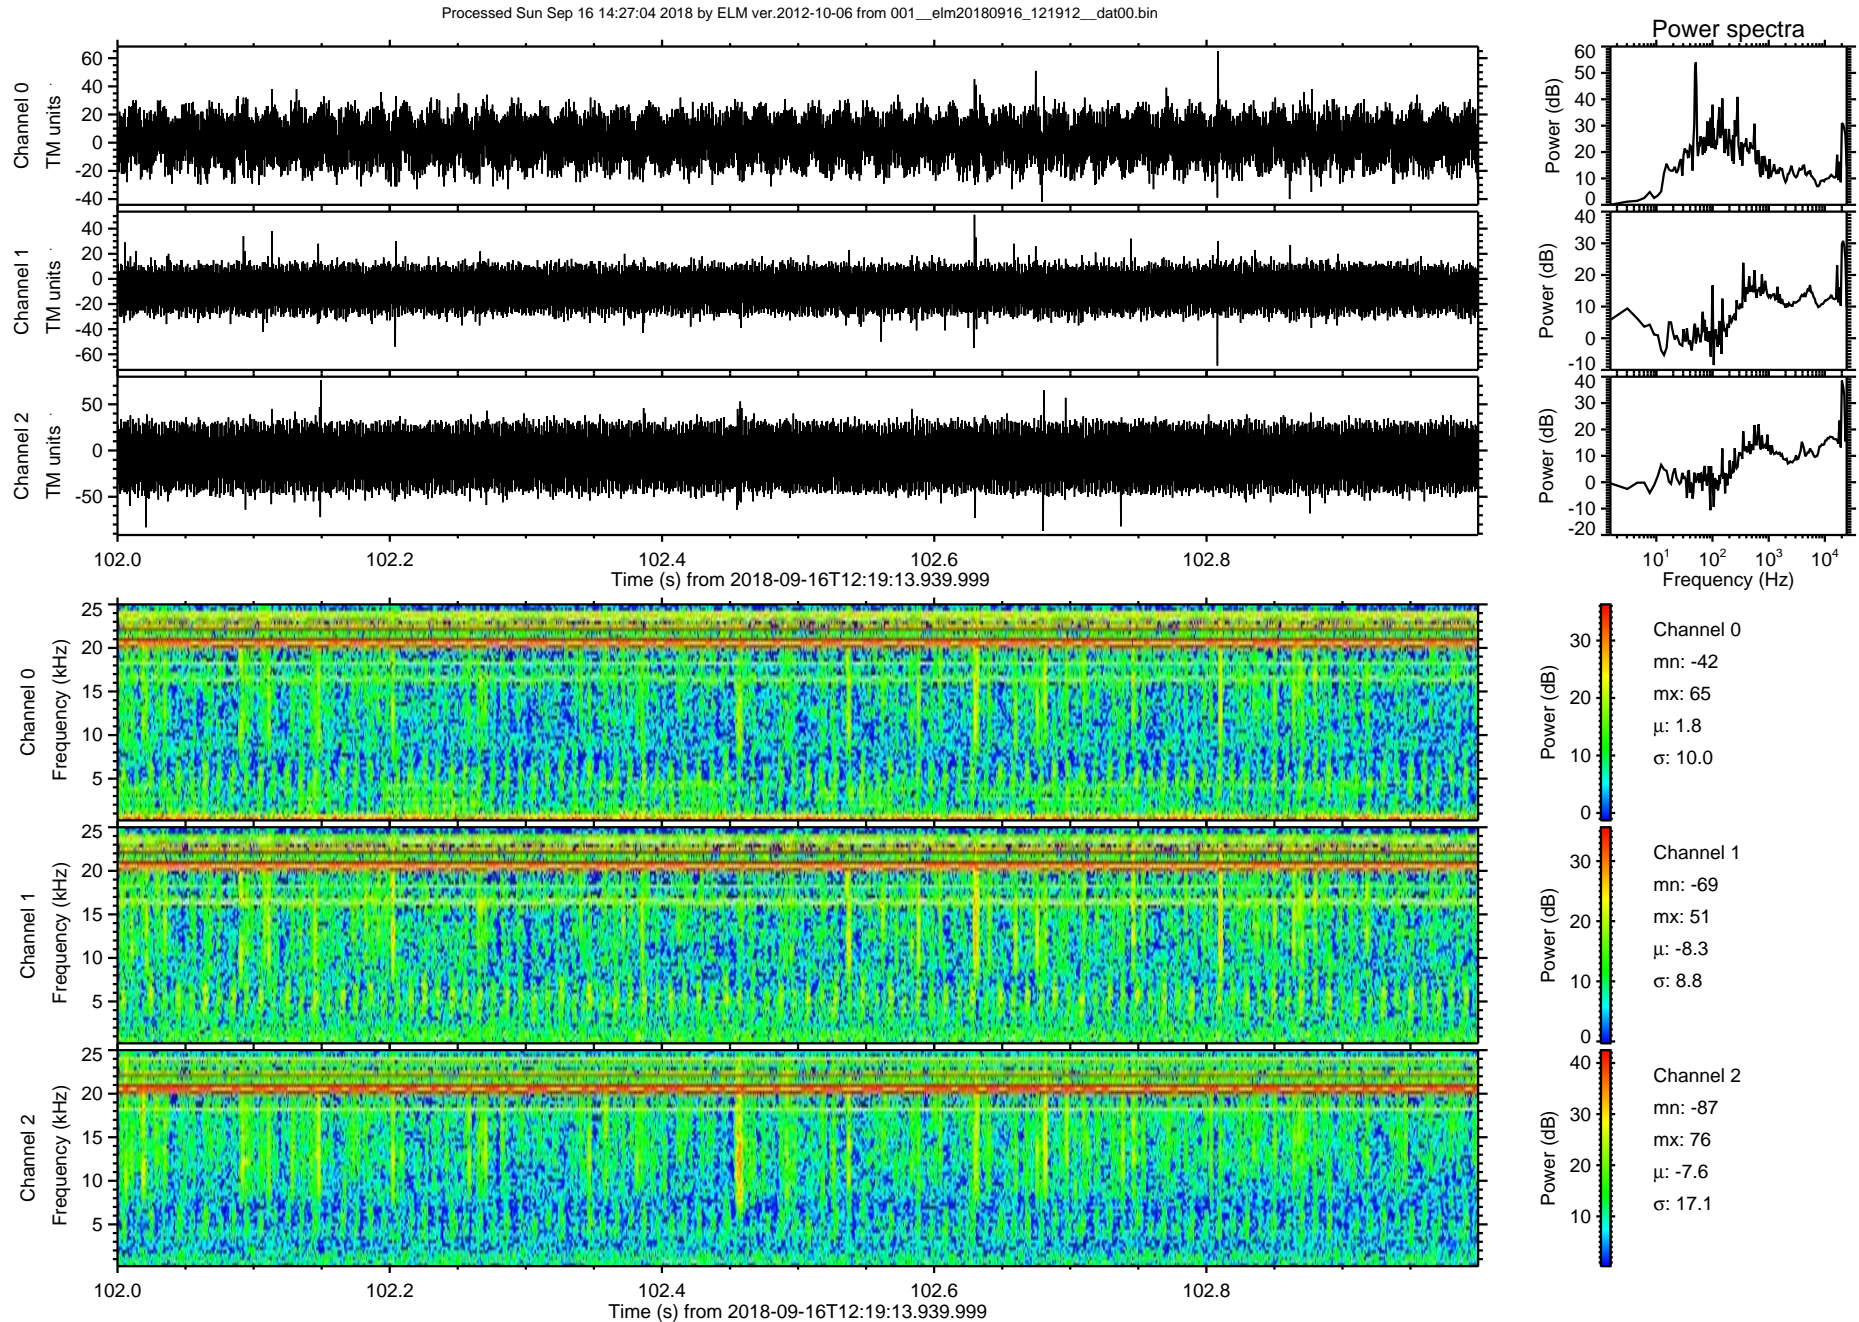 Processed Sun Sep 16 14:27:04 2018 by ELM ver.2012-10-06 from 001__elm20180916_121912__dat00.bin
Power spectra
Channel 0
TM units
60
40
20
0
-20
-40
Power (dB)
60
50
40
30
20
10
0
Channel 1
TM units
40
20
0
-20
-40
-60
Power (dB)
40
30
20
10
0
-10
Channel 2
TM units
50
0
-50
Power (dB)
40
30
20
10
0
-10
-20
102.0 102.2 102.4 102.6 102.8
Time (s) from 2018-09-16T12:19:13.939.999
10^1 10^2 10^3 10^4
Frequency (Hz)
Channel 0
Frequency (kHz)
25
20
15
10
5
Power (dB)
30
20
10
0
Channel 0
mn: -42
mx: 65
μ: 1.8
σ: 10.0
Channel 1
Frequency (kHz)
25
20
15
10
5
Power (dB)
30
20
10
0
Channel 1
mn: -69
mx: 51
μ: -8.3
σ: 8.8
Channel 2
Frequency (kHz)
25
20
15
10
5
Power (dB)
40
30
20
10
Channel 2
mn: -87
mx: 76
μ: -7.6
σ: 17.1
102.0 102.2 102.4 102.6 102.8
Time (s) from 2018-09-16T12:19:13.939.999